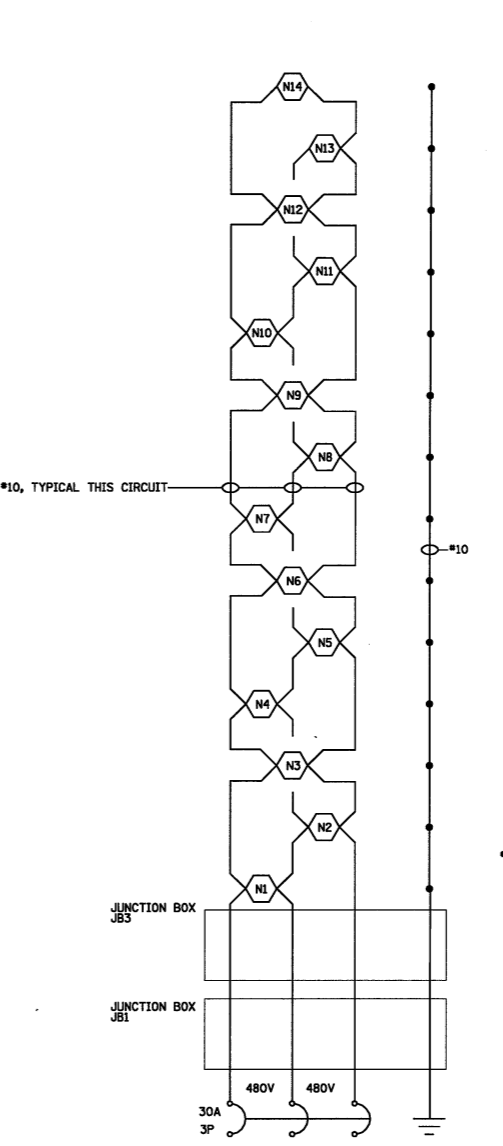 N14
N13
N12
N11
N10
N9
N8
#10, TYPICAL THIS CIRCUIT
N7
#10
N6
N5
N4
N3
N2
N1
JUNCTION BOX
JB3
JUNCTION BOX
JB1
480V 480V
30A
3P